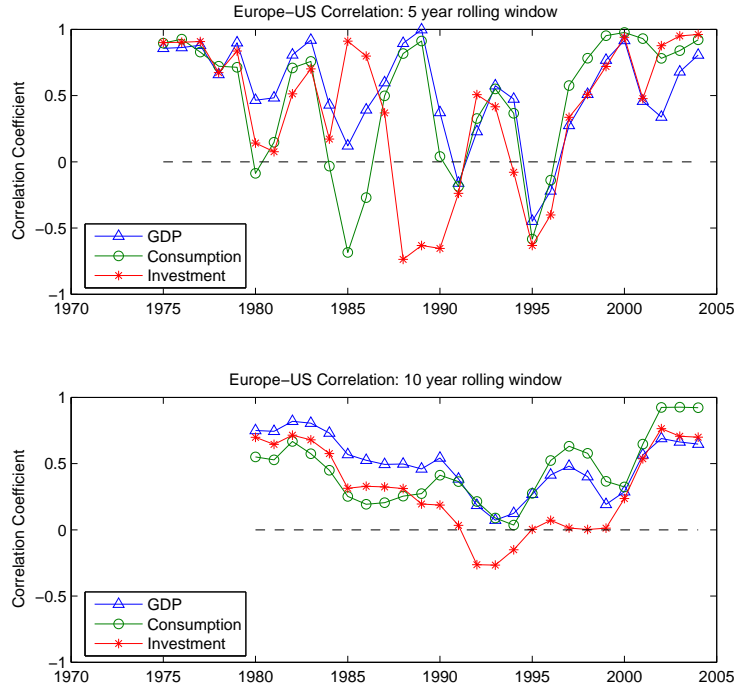 Europe−US Correlation: 5 year rolling window
Correlation Coefficient
1
0.5
0
−0.5
−1
GDP
Consumption
Investment
1970 1975 1980 1985 1990 1995 2000 2005
Europe−US Correlation: 10 year rolling window
Correlation Coefficient
1
0.5
0
−0.5
−1
GDP
Consumption
Investment
1970 1975 1980 1985 1990 1995 2000 2005